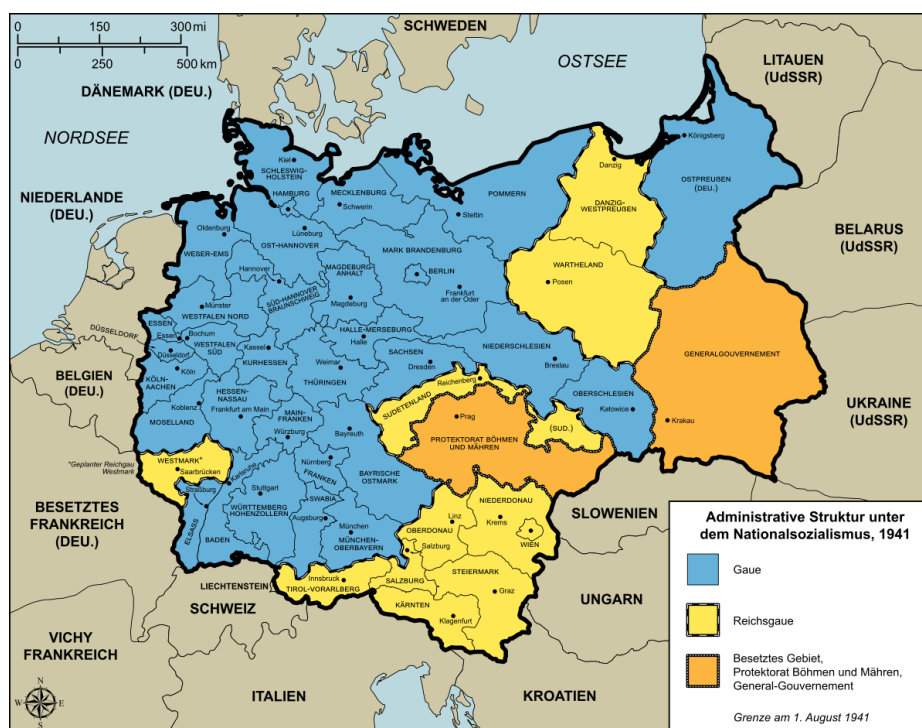 0 150 300 mi
0 250 500 km
SCHWEDEN
OSTSEE
LITAUEN
(UdSSR)
DÄNEMARK (DEU.)
NORDSEE
Königsberg
Kiel
SCHLESWIG-
HOLSTEIN
Danzig
OSTPREUßEN
(DEU.)
NIEDERLANDE
(DEU.)
HAMBURG
MECKLENBURG
Schwerin
POMMERN
Stettin
DANZIG-
WESTPREUßEN
BELARUS
(UdSSR)
Oldenburg
Lüneburg
WESER-EMS
OST-HANNOVER
MARK BRANDENBURG
WARTHELAND
Posen
Hannover
MAGDEBURG-
ANHALT
BERLIN
Frankfurt
an der Oder
Münster
SÜD-HANNOVER
BRAUNSCHWEIG
Magdeburg
WESTFALEN NORD
DÜSSELDORF
ESSEN
Essen
Bochum
WESTFALEN
SÜD
HALLE-MERSEBURG
Halle
Düsseldorf
Kassel
KURHESSEN
Weimar
SACHSEN
Dresden
NIEDERSCHLESIEN
Breslau
GENERALGOUVERNEMENT
BELGIEN
(DEU.)
Köln
KÖLN-
AACHEN
THÜRINGEN
Reichenberg
OBERSCHLESIEN
Katowice
HESSEN-
NASSAU
Koblenz
Frankfurt am Main
MAIN-
FRANKEN
SUDETENLAND
Prag
(SUD.)
Krakau
UKRAINE
(UdSSR)
MOSELLAND
Würzburg
Bayreuth
PROTEKTORAT BÖHMEN
UND MÄHREN
WESTMARK*
Saarbrücken
*Geplanter Reichgau
Westmark
Karlsruhe
Nürnberg
FRANKEN
BAYRISCHE
OSTMARK
Straßburg
Stuttgart
WÜRTTEMBERG
HOHENZOLLERN
SWABIA
Augsburg
NIEDERDONAU
Linz
Krems
OBERDONAU
WIEN
BESETZTES
FRANKREICH
(DEU.)
ELSASS
BADEN
München
MÜNCHEN-
OBERBAYERN
Salzburg
SLOWENIEN
LIECHTENSTEIN
Innsbruck
TIROL-VORARLBERG
SALZBURG
STEIERMARK
Graz
KÄRNTEN
Klagenfurt
SCHWEIZ
UNGARN
VICHY
FRANKREICH
ITALIEN
KROATIEN
N
W E
S
Administrative Struktur unter
dem Nationalsozialismus, 1941
Gaue
Reichsgaue
Besetztes Gebiet,
Protektorat Böhmen und Mähren,
General-Gouvernement
Grenze am 1. August 1941